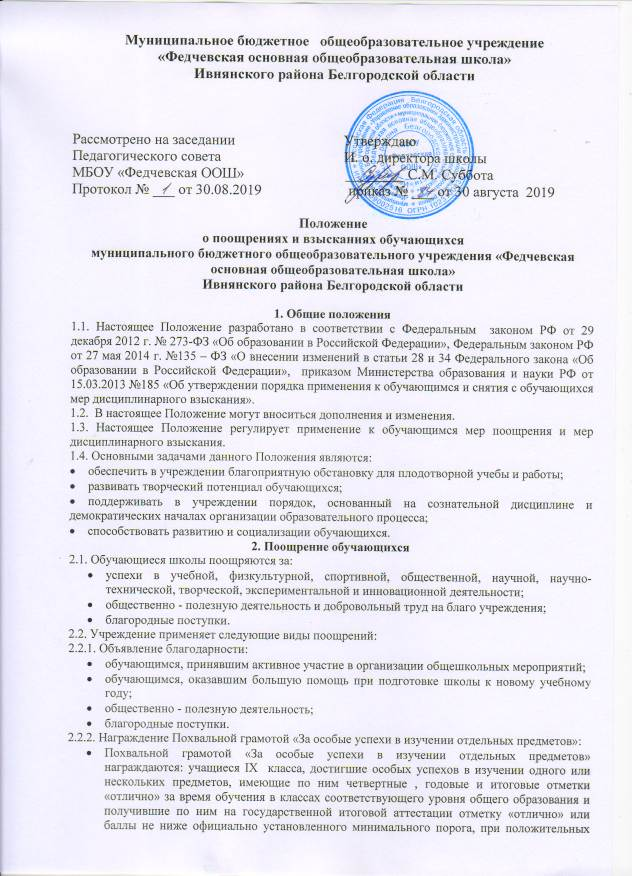 Муниципальное бюджетное общеобразовательное учреждение
«Федчевская основная общеобразовательная школа»
Ивнянского района Белгородской области
Рассмотрено на заседании
Педагогического совета
МБОУ «Федчевская ООШ»
Протокол № 1 от 30.08.2019
Утверждаю
И. о. директора школы
С.М. Суббота
приказ № от 30 августа 2019
Положение
о поощрениях и взысканиях обучающихся
муниципального бюджетного общеобразовательного учреждения «Федчевская
основная общеобразовательная школа»
Ивнянского района Белгородской области
1. Общие положения
1.1. Настоящее Положение разработано в соответствии с Федеральным законом РФ от 29
декабря 2012 г. № 273-ФЗ «Об образовании в Российской Федерации», Федеральным законом РФ
от 27 мая 2014 г. №135 – ФЗ «О внесении изменений в статьи 28 и 34 Федерального закона «Об
образовании в Российской Федерации», приказом Министерства образования и науки РФ от
15.03.2013 №185 «Об утверждении порядка применения к обучающимся и снятия с обучающихся
мер дисциплинарного взыскания».
1.2. В настоящее Положение могут вноситься дополнения и изменения.
1.3. Настоящее Положение регулирует применение к обучающимся мер поощрения и мер
дисциплинарного взыскания.
1.4. Основными задачами данного Положения являются:
• обеспечить в учреждении благоприятную обстановку для плодотворной учебы и работы;
• развивать творческий потенциал обучающихся;
• поддерживать в учреждении порядок, основанный на сознательной дисциплине и
демократических началах организации образовательного процесса;
• способствовать развитию и социализации обучающихся.
2. Поощрение обучающихся
2.1. Обучающиеся школы поощряются за:
• успехи в учебной, физкультурной, спортивной, общественной, научной, научно-
технической, творческой, экспериментальной и инновационной деятельности;
• общественно - полезную деятельность и добровольный труд на благо учреждения;
• благородные поступки.
2.2. Учреждение применяет следующие виды поощрений:
2.2.1. Объявление благодарности:
• обучающимся, принявшим активное участие в организации общешкольных мероприятий;
• обучающимся, оказавшим большую помощь при подготовке школы к новому учебному
году;
• общественно - полезную деятельность;
• благородные поступки.
2.2.2. Награждение Похвальной грамотой «За особые успехи в изучении отдельных предметов»:
• Похвальной грамотой «За особые успехи в изучении отдельных предметов»
награждаются: учащиеся IX класса, достигшие особых успехов в изучении одного или
нескольких предметов, имеющие по ним четвертные , годовые и итоговые отметки
«отлично» за время обучения в классах соответствующего уровня общего образования и
получившие по ним на государственной итоговой аттестации отметку «отлично» или
баллы не ниже официально установленного минимального порога, при положительных